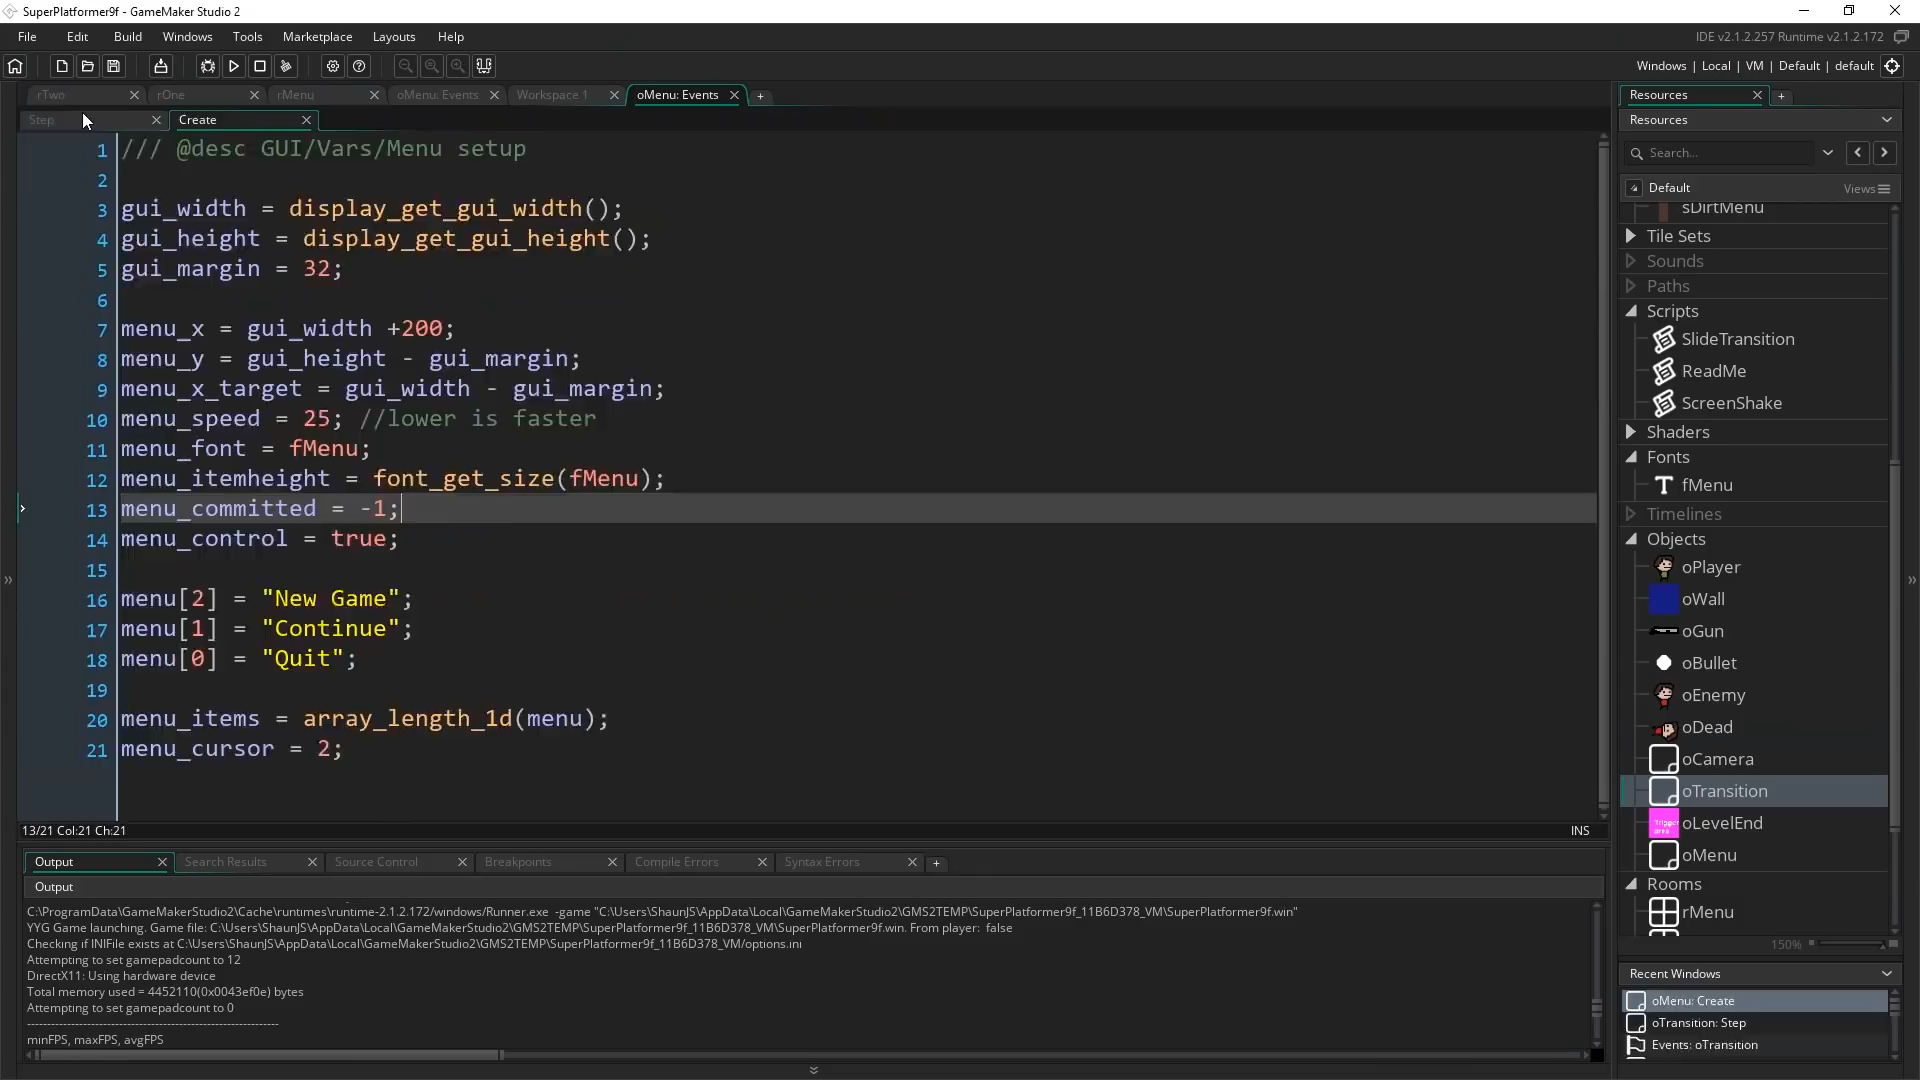 SuperPlatformer9f - GameMaker Studio 2
File Edit Build Windows Tools Marketplace Layouts Help
IDE v2.1.2.257 Runtime v2.1.2.172
Windows | Local | VM | Default | default
rTwo rOne rMenu oMenu: Events Workspace 1 oMenu: Events
Step Create
1 /// @desc GUI/Vars/Menu setup
2
3 gui_width = display_get_gui_width();
4 gui_height = display_get_gui_height();
5 gui_margin = 32;
6
7 menu_x = gui_width +200;
8 menu_y = gui_height - gui_margin;
9 menu_x_target = gui_width - gui_margin;
10 menu_speed = 25; //lower is faster
11 menu_font = fMenu;
12 menu_itemheight = font_get_size(fMenu);
13 menu_committed = -1;
14 menu_control = true;
15
16 menu[2] = "New Game";
17 menu[1] = "Continue";
18 menu[0] = "Quit";
19
20 menu_items = array_length_1d(menu);
21 menu_cursor = 2;
13/21 Col:21 Ch:21
INS
Output Search Results Source Control Breakpoints Compile Errors Syntax Errors
Output
C:\ProgramData\GameMakerStudio2\Cache\runtimes\runtime-2.1.2.172/windows/Runner.exe -game "C:\Users\ShaunJS\AppData\Local\GameMakerStudio2\GMS2TEMP\SuperPlatformer9f_11B6D378_VM\SuperPlatformer9f.win"
YYG Game launching. Game file: C:\Users\ShaunJS\AppData\Local\GameMakerStudio2\GMS2TEMP\SuperPlatformer9f_11B6D378_VM\SuperPlatformer9f.win. From player: false
Checking if INIFile exists at C:\Users\ShaunJS\AppData\Local\GameMakerStudio2\GMS2TEMP\SuperPlatformer9f_11B6D378_VM/options.ini
Attempting to set gamepadcount to 12
DirectX11: Using hardware device
Total memory used = 4452110(0x0043ef0e) bytes
Attempting to set gamepadcount to 0
----------------------------------------------------------------
minFPS, maxFPS, avgFPS
Resources
Resources
Search...
Default
Views
sDirtMenu
Tile Sets
Sounds
Paths
Scripts
SlideTransition
ReadMe
ScreenShake
Shaders
Fonts
fMenu
Timelines
Objects
oPlayer
oWall
oGun
oBullet
oEnemy
oDead
oCamera
oTransition
oLevelEnd
oMenu
Rooms
rMenu
150%
Recent Windows
oMenu: Create
oTransition: Step
Events: oTransition